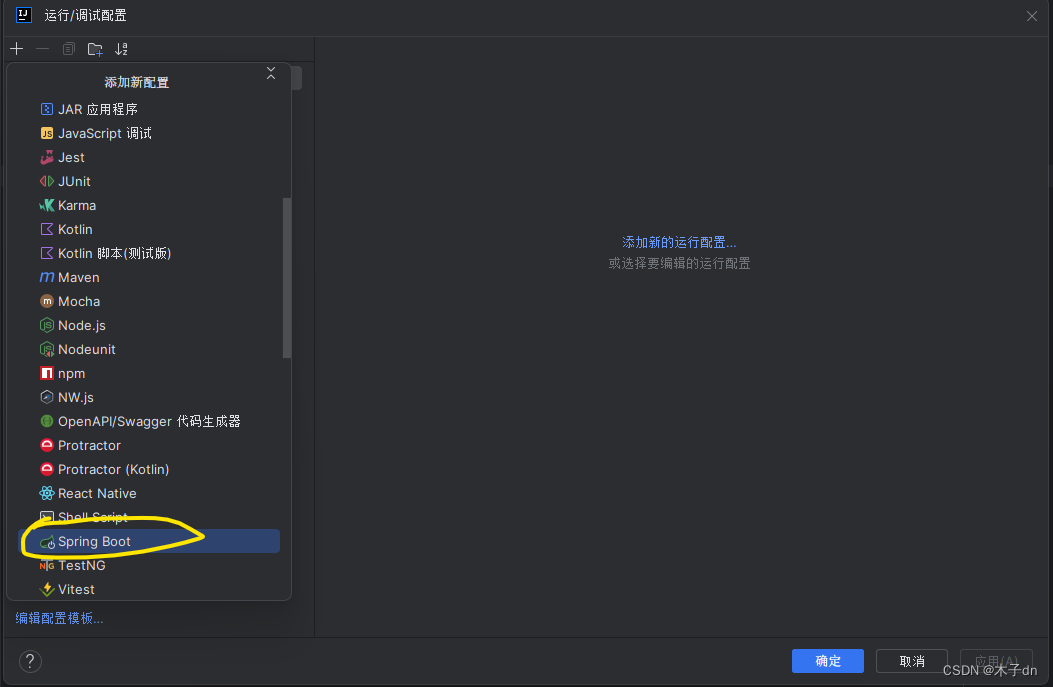 运行/调试配置
添加新配置
JAR 应用程序
JavaScript 调试
Jest
JUnit
Karma
Kotlin
Kotlin 脚本(测试版)
Maven
Mocha
Node.js
Nodeunit
npm
NW.js
OpenAPI/Swagger 代码生成器
Protractor
Protractor (Kotlin)
React Native
Shell Script
Spring Boot
TestNG
Vitest
添加新的运行配置...
或选择要编辑的运行配置
编辑配置模板...
?
确定
取消
应用(A)
CSDN @木子dn